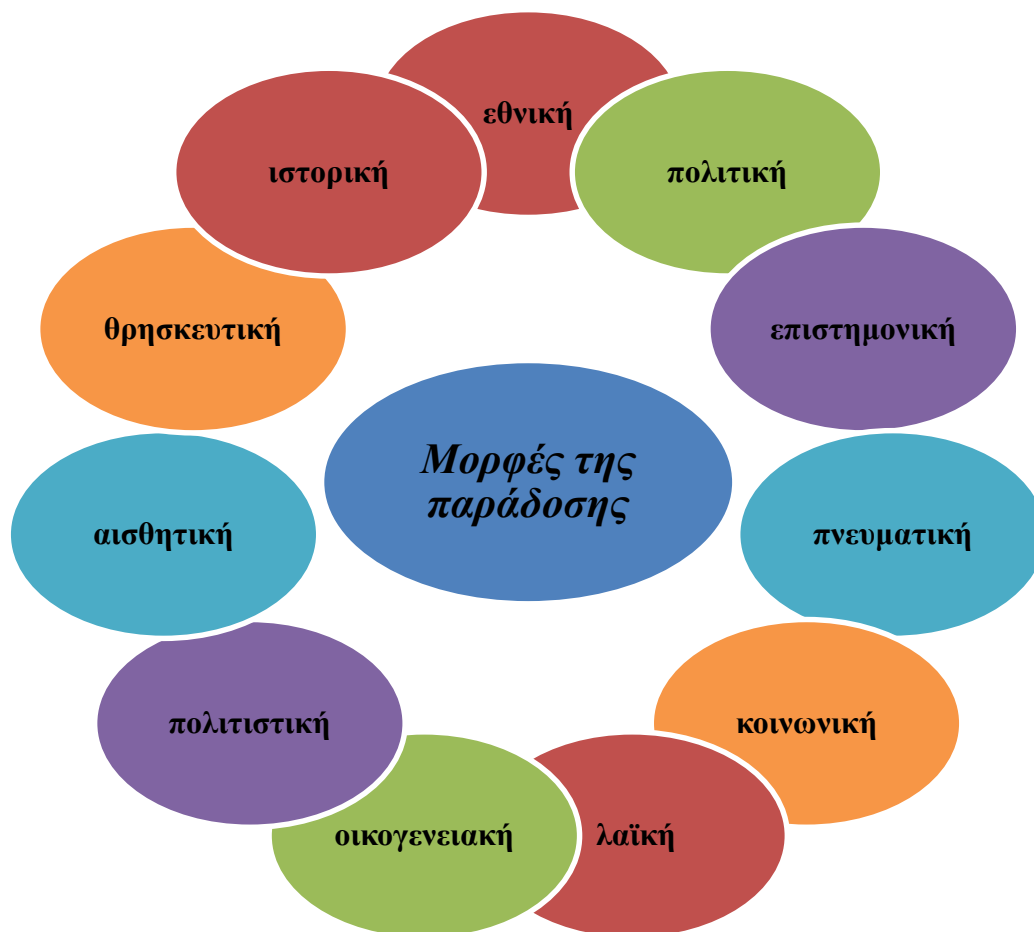 εθνική
πολιτική
επιστημονική
πνευματική
κοινωνική
λαϊκή
οικογενειακή
πολιτιστική
αισθητική
θρησκευτική
ιστορική
Μορφές της
παράδοσης